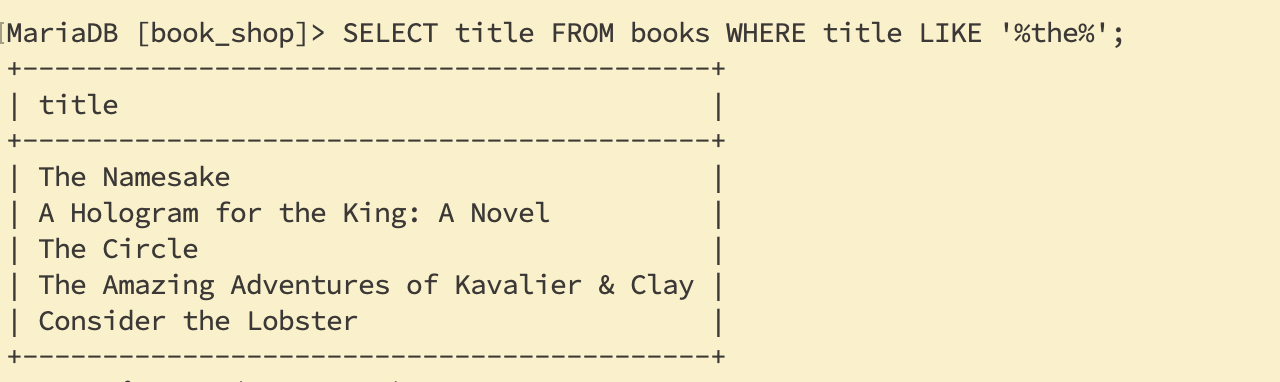 MariaDB [book_shop]> SELECT title FROM books WHERE title LIKE '%the%';
+-------------------------------------------+
| title                                     |
+-------------------------------------------+
| The Namesake                              |
| A Hologram for the King: A Novel          |
| The Circle                                |
| The Amazing Adventures of Kavalier & Clay |
| Consider the Lobster                      |
+-------------------------------------------+